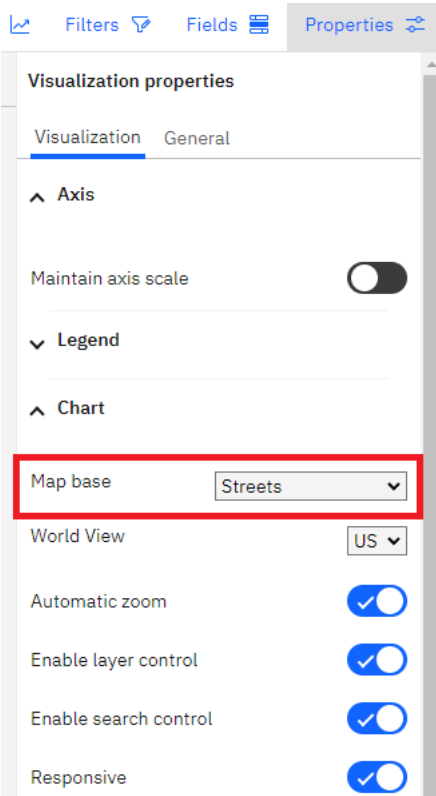 Filters Fields Properties
Visualization properties
Visualization General
Axis
Maintain axis scale
Legend
Chart
Map base Streets
World View US
Automatic zoom
Enable layer control
Enable search control
Responsive